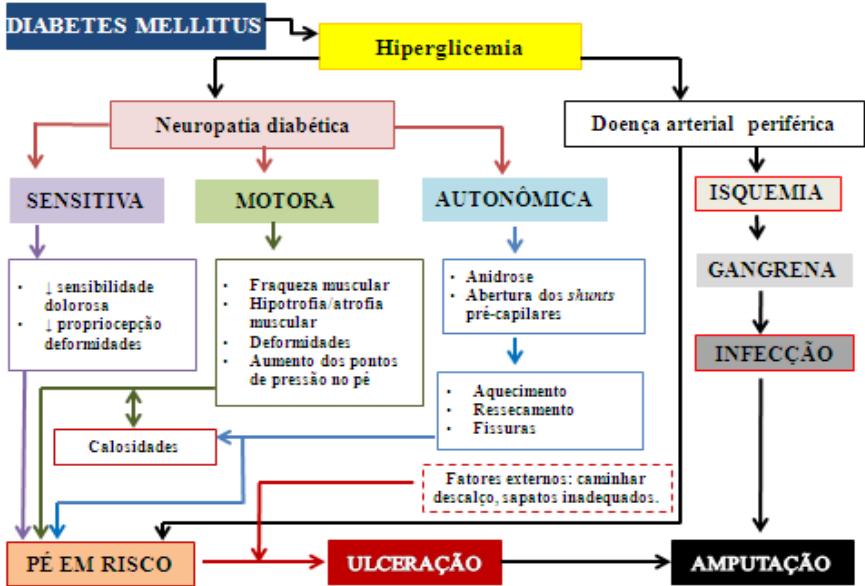 DIABETES MELLITUS
Hiperglicemia
Neuropatia diabética
Doença arterial periférica
SENSITIVA
MOTORA
AUTONÔMICA
ISQUEMIA
• ↓ sensibilidade
dolorosa
• ↓ propriocepção
deformidades
• Fraqueza muscular
• Hipotrofia/atrofia
muscular
• Deformidades
• Aumento dos pontos
de pressão no pé
• Anidrose
• Abertura dos shunts
pré-capilares
GANGRENA
INFECÇÃO
• Aquecimento
• Ressecamento
• Fissuras
Calosidades
Fatores externos: caminhar
descalço, sapatos inadequados.
PÉ EM RISCO
ULCERAÇÃO
AMPUTAÇÃO